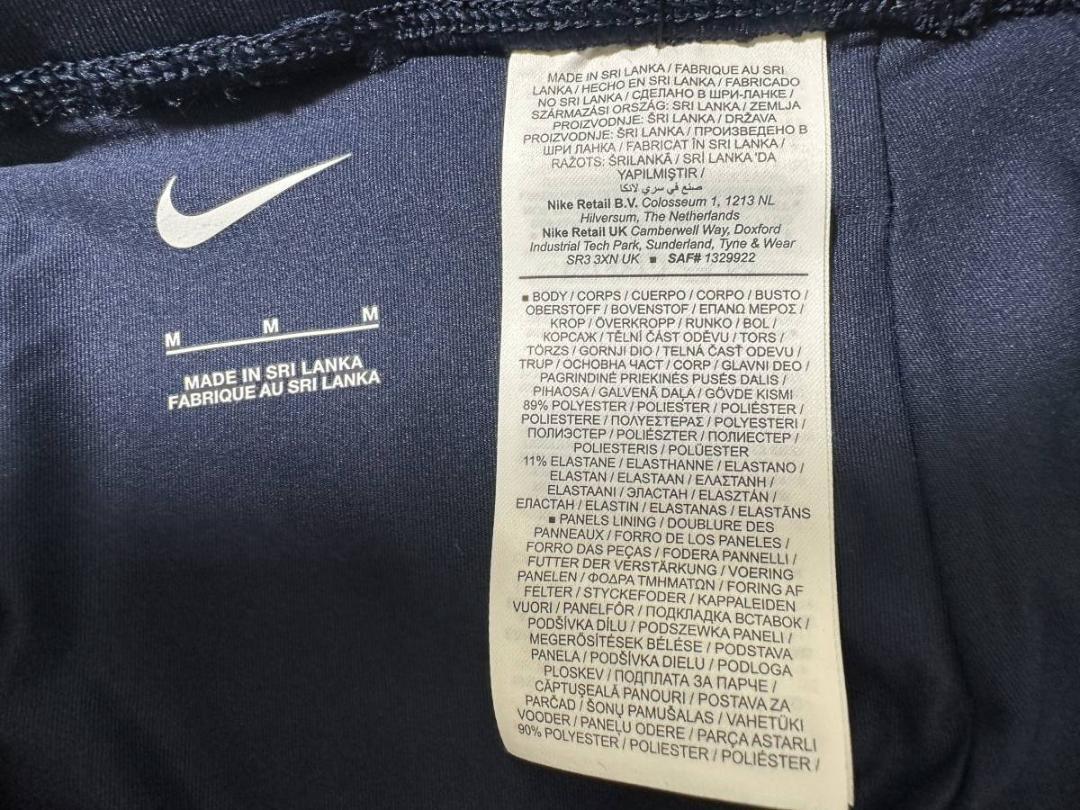 M M M
MADE IN SRI LANKA
FABRIQUE AU SRI LANKA
MADE IN SRI LANKA / FABRIQUE AU SRI
LANKA / HECHO EN SRI LANKA / FABRICADO
NO SRI LANKA / СДЕЛАНО В ШРИ-ЛАНКЕ /
SZÁRMAZÁSI ORSZÁG: SRI LANKA / ZEMLJA
PROIZVODNJE: ŠRI LANKA / DRŽAVA
PROIZVODNJE: ŠRI LANKA / ПРОИЗВЕДЕНО В
ШРИ ЛАНКА / FABRICAT ÎN SRI LANKA /
RAŽOTS: ŠRILANKĀ / SRİ LANKA'DA
YAPILMIŞTIR /
صنع في سري لانكا
Nike Retail B.V. Colosseum 1, 1213 NL
Hilversum, The Netherlands
Nike Retail UK Camberwell Way, Doxford
Industrial Tech Park, Sunderland, Tyne & Wear
SR3 3XN UK ■ SAF# 1329922
■ BODY / CORPS / CUERPO / CORPO / BUSTO /
OBERSTOFF / BOVENSTOF / ΕΠΑΝΩ ΜΕΡΟΣ /
KROP / ÖVERKROPP / RUNKO / BOL /
КОРСАЖ / TĚLNÍ ČÁST ODĚVU / TORS /
TÖRZS / GORNJI DIO / TELNÁ ČASŤ ODEVU /
TRUP / ОСНОВНА ЧАСТ / CORP / GLAVNI DEO /
PAGRINDINĖ PRIEKINĖS PUSĖS DALIS /
PIHAOSA / GALVENĀ DAĻA / GÖVDE KISMI
89% POLYESTER / POLIESTER / POLIÉSTER /
POLIESTERE / ΠΟΛΥΕΣΤΕΡΑΣ / POLYESTERI /
ПОЛИЭСТЕР / POLIÉSZTER / ПОЛИЕСТЕР /
POLIESTERIS / POLÜESTER
11% ELASTANE / ÉLASTHANNE / ELASTANO /
ELASTAN / ELASTAAN / ΕΛΑΣΤΑΝΗ /
ELASTAANI / ЭЛАСТАН / ELASZTÁN /
ЕЛАСТАН / ELASTIN / ELASTANAS / ELASTĀNS
■ PANELS LINING / DOUBLURE DES
PANNEAUX / FORRO DE LOS PANELES /
FORRO DAS PEÇAS / FODERA PANNELLI /
FUTTER DER VERSTÄRKUNG / VOERING
PANELEN / ΦΟΔΡΑ ΤΜΗΜΑΤΩΝ / FORING AF
FELTER / STYCKEFODER / KAPPALEIDEN
VUORI / PANELFÔR / ПОДКЛАДКА ВСТАВОК /
PODŠÍVKA DÍLU / PODSZEWKA PANELI /
MEGERŐSÍTÉSEK BÉLÉSE / PODSTAVA
PANELA / PODŠÍVKA DIELU / PODLOGA
PLOSKEV / ПОДПЛАТА ЗА ПАРЧЕ /
CĂPTUȘEALĂ PANOURI / POSTAVA ZA
PARČAD / ŠONŲ PAMUŠALAS / VAHETÜKI
VOODER / PANEĻU ODERE / PARÇA ASTARLI
90% POLYESTER / POLIESTER / POLIÉSTER /